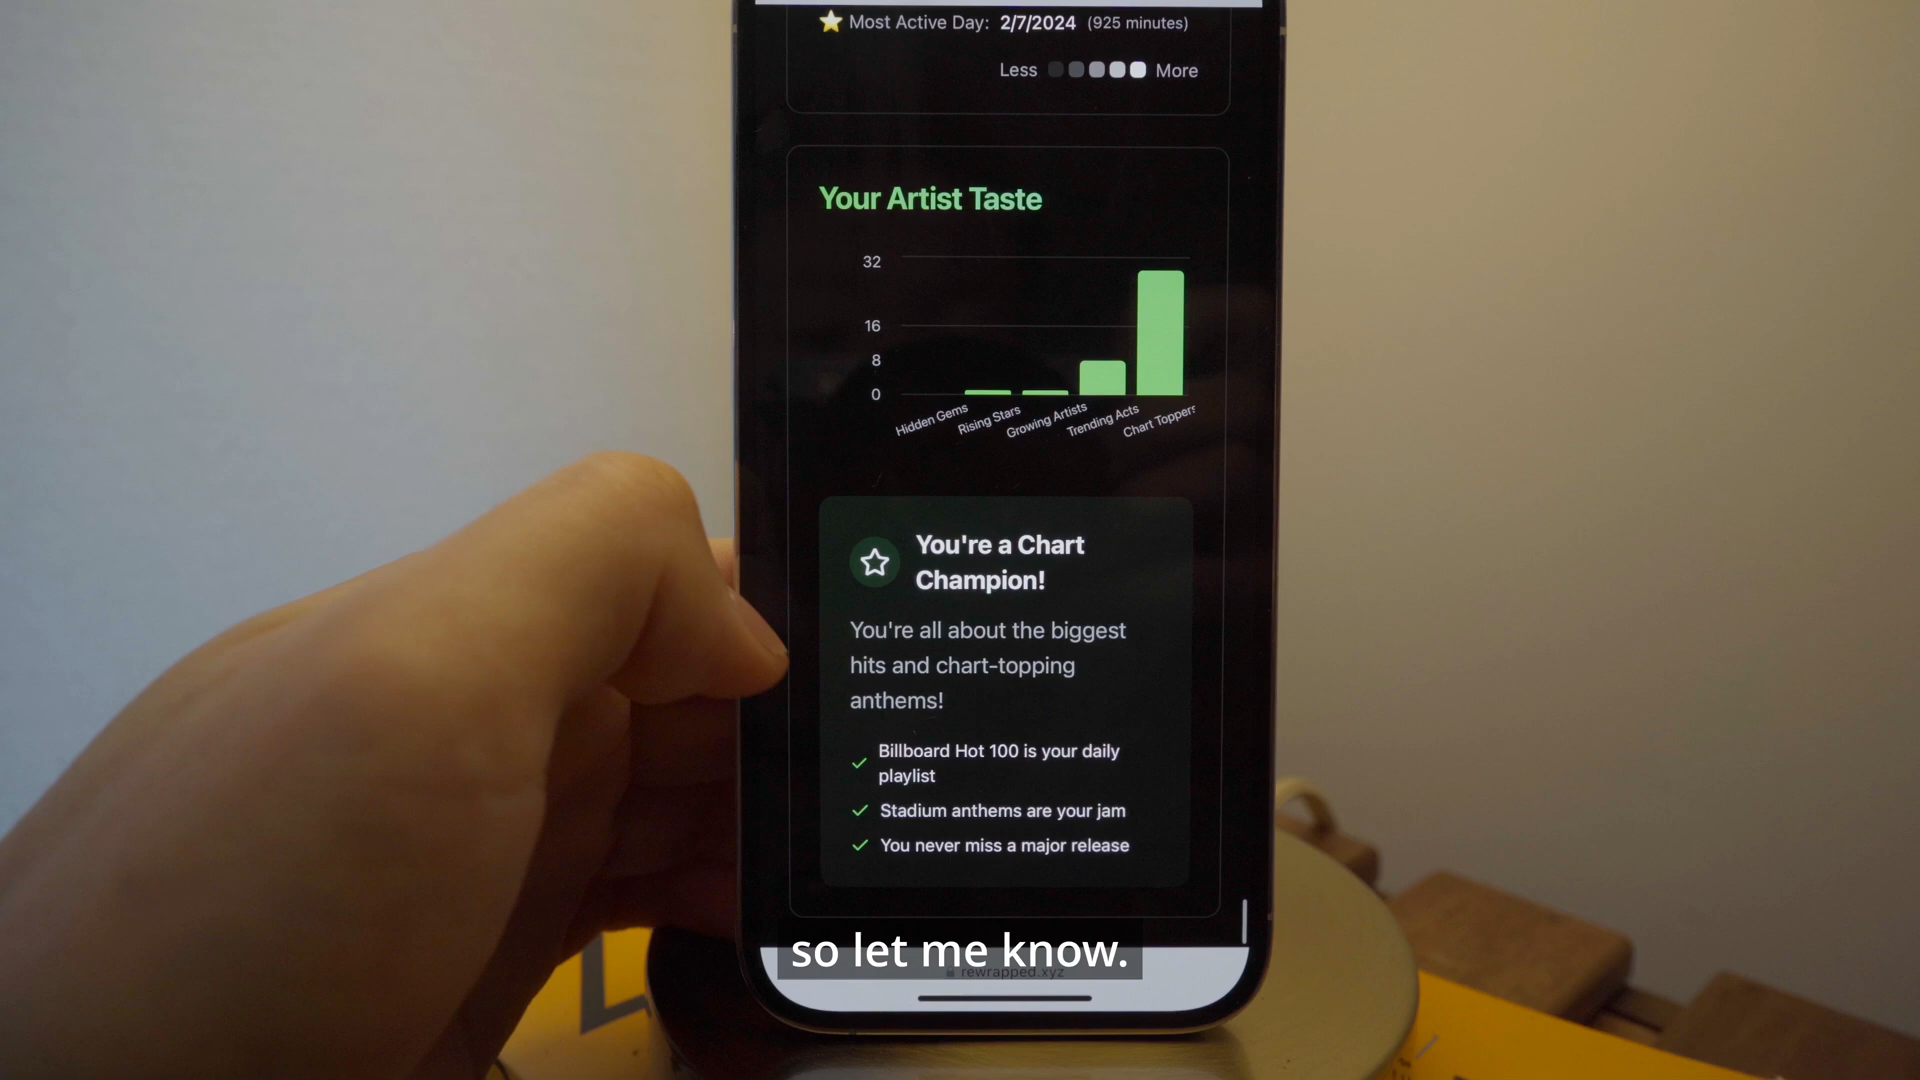 Most Active Day: 2/7/2024 (925 minutes)
Less More
Your Artist Taste
32
16
8
0
Hidden Gems
Rising Stars
Growing Artists
Trending Acts
Chart Toppers
You're a Chart
Champion!
You're all about the biggest
hits and chart-topping
anthems!
Billboard Hot 100 is your daily
playlist
Stadium anthems are your jam
You never miss a major release
so let me know.
rewrapped.xyz